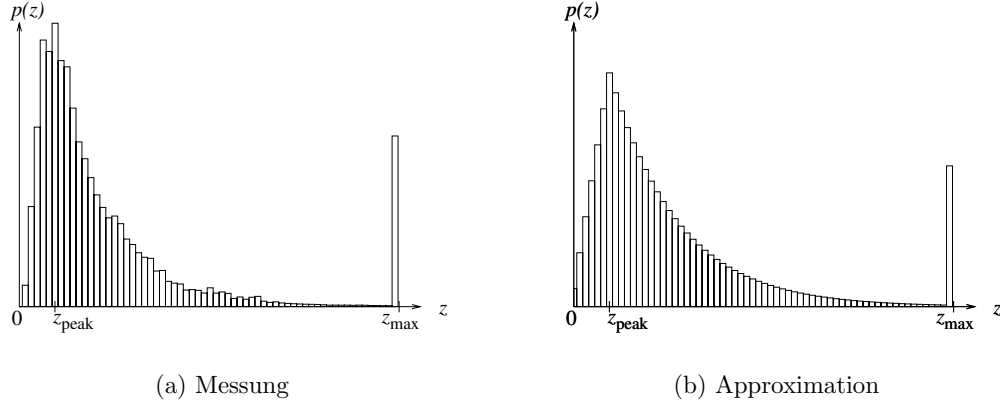 p(z)
p(z)
0 z_peak z_max z
0 z_peak z_max z
(a) Messung
(b) Approximation